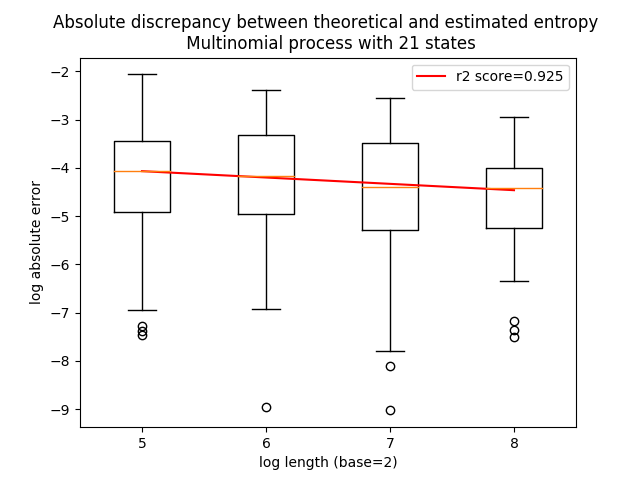 Absolute discrepancy between theoretical and estimated entropy
Multinomial process with 21 states
r2 score=0.925
log absolute error
−2
−3
−4
−5
−6
−7
−8
−9
5
6
7
8
log length (base=2)